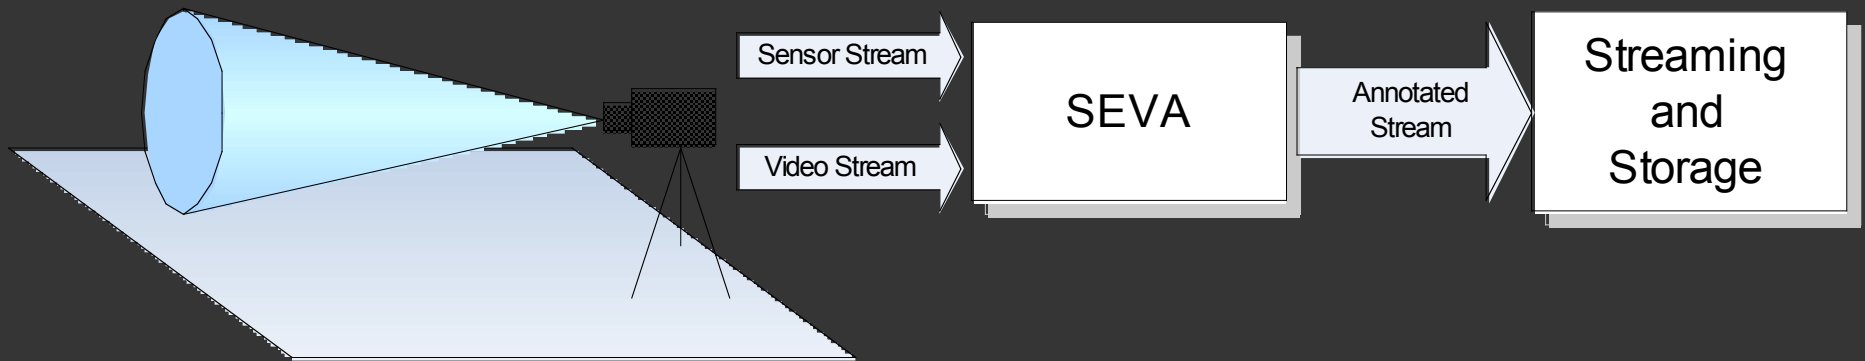 Sensor Stream
Video Stream
SEVA
Annotated
Stream
Streaming
and
Storage